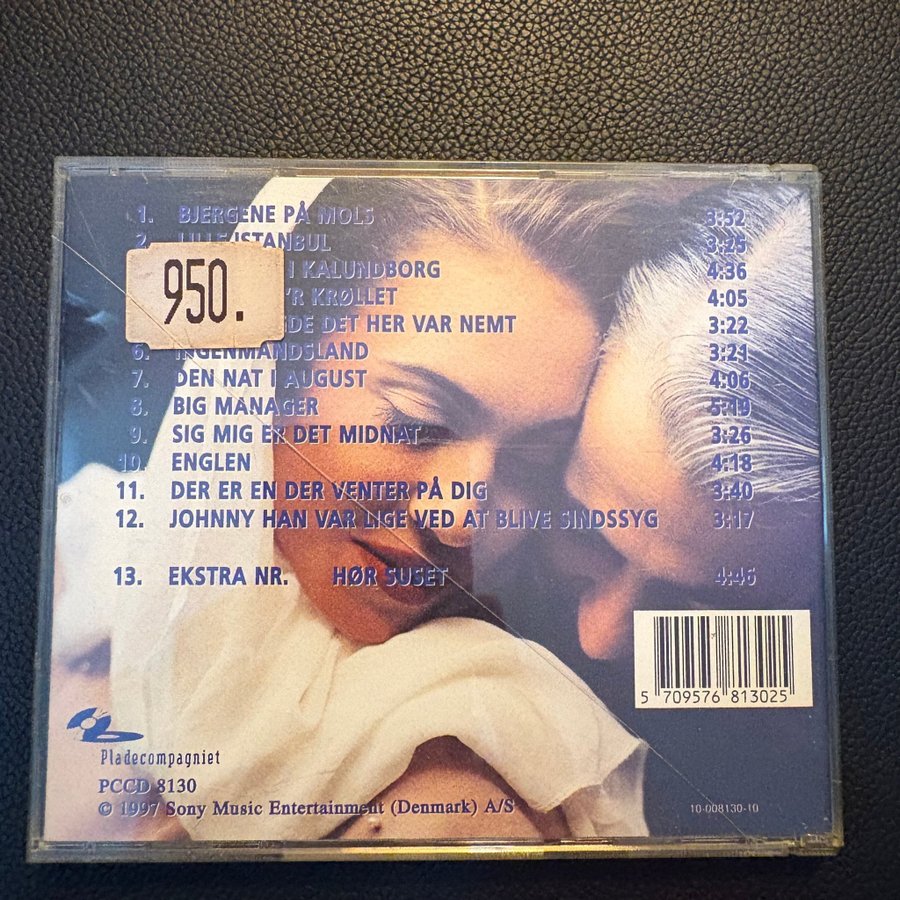 1. BJERGENE PÅ MOLS 3:52
2. LILLE ISTANBUL 3:25
KALUNDBORG 4:36
KRØLLET 4:05
DET HER VAR NEMT 3:22
6. INGENMANDSLAND 3:21
7. DEN NAT I AUGUST 4:06
8. BIG MANAGER 5:19
9. SIG MIG ER DET MIDNAT 3:26
10. ENGLEN 4:18
11. DER ER EN DER VENTER PÅ DIG 3:40
12. JOHNNY HAN VAR LIGE VED AT BLIVE SINDSSYG 3:17
13. EKSTRA NR. HØR SUSET 4:46
950.
5 709576 813025
Pladecompagniet
PCCD 8130
© 1997 Sony Music Entertainment (Denmark) A/S
10-008130-10